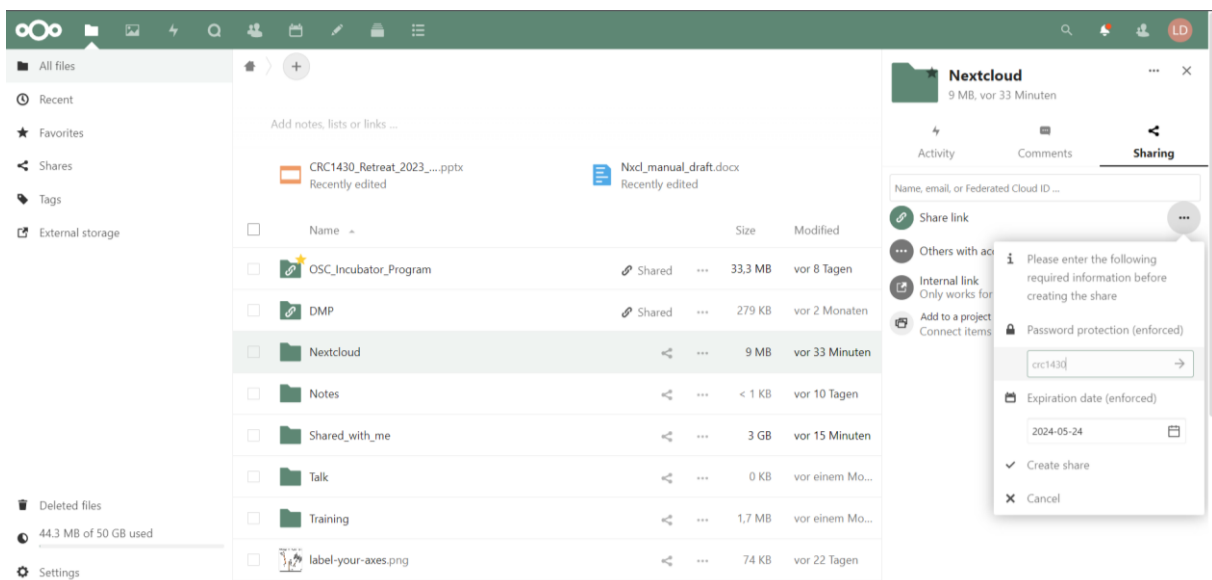 LD
All files
Recent
Favorites
Shares
Tags
External storage
Deleted files
44.3 MB of 50 GB used
Settings
Add notes, lists or links ...
CRC1430_Retreat_2023_....pptx
Recently edited
Nxcl_manual_draft.docx
Recently edited
Name Size Modified
OSC_Incubator_Program Shared 33,3 MB vor 8 Tagen
DMP Shared 279 KB vor 2 Monaten
Nextcloud 9 MB vor 33 Minuten
Notes < 1 KB vor 10 Tagen
Shared_with_me 3 GB vor 15 Minuten
Talk 0 KB vor einem Mo...
Training 1,7 MB vor einem Mo...
label-your-axes.png 74 KB vor 22 Tagen
Nextcloud
9 MB, vor 33 Minuten
Activity Comments Sharing
Name, email, or Federated Cloud ID ...
Share link
Others with acc
Internal link
Only works for
Add to a project
Connect items
Please enter the following
required information before
creating the share
Password protection (enforced)
crc1430
Expiration date (enforced)
2024-05-24
Create share
Cancel